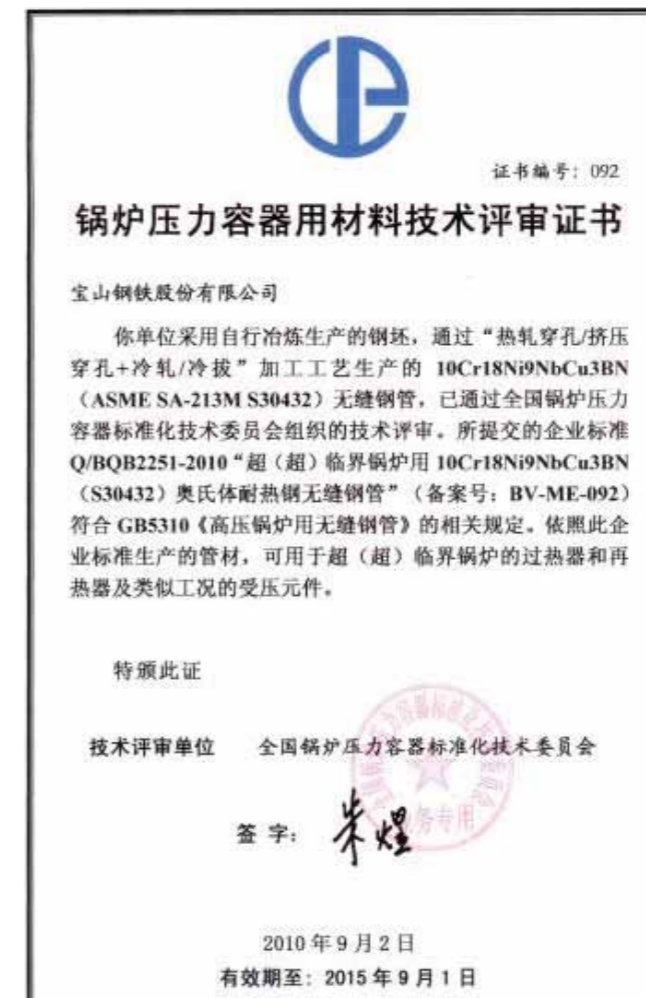 证书编号：092
锅炉压力容器用材料技术评审证书
宝山钢铁股份有限公司
你单位采用自行冶炼生产的钢坯，通过“热轧穿孔/挤压
穿孔+冷轧/冷拔”加工工艺生产的 10Cr18Ni9NbCu3BN
（ASME SA-213M S30432）无缝钢管，已通过全国锅炉压力
容器标准化技术委员会组织的技术评审。所提交的企业标准
Q/BQB2251-2010“超（超）临界锅炉用 10Cr18Ni9NbCu3BN
（S30432）奥氏体耐热钢无缝钢管”（备案号：BV-ME-092）
符合 GB5310《高压锅炉用无缝钢管》的相关规定。依照此企
业标准生产的管材，可用于超（超）临界锅炉的过热器和再
热器及类似工况的受压元件。
特颁此证
技术评审单位 全国锅炉压力容器标准化技术委员会
签 字：
2010 年 9 月 2 日
有效期至：2015 年 9 月 1 日